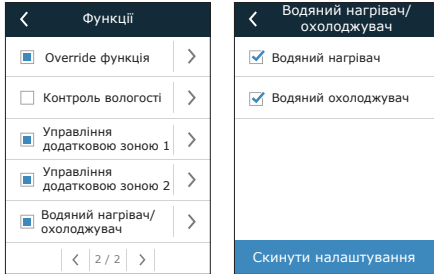 Функції
Override функція
Контроль вологості
Управління
додатковою зоною 1
Управління
додатковою зоною 2
Водяний нагрівач/
охолоджувач
2 / 2
Водяний нагрівач/
охолоджувач
Водяний нагрівач
Водяний охолоджувач
Скинути налаштування